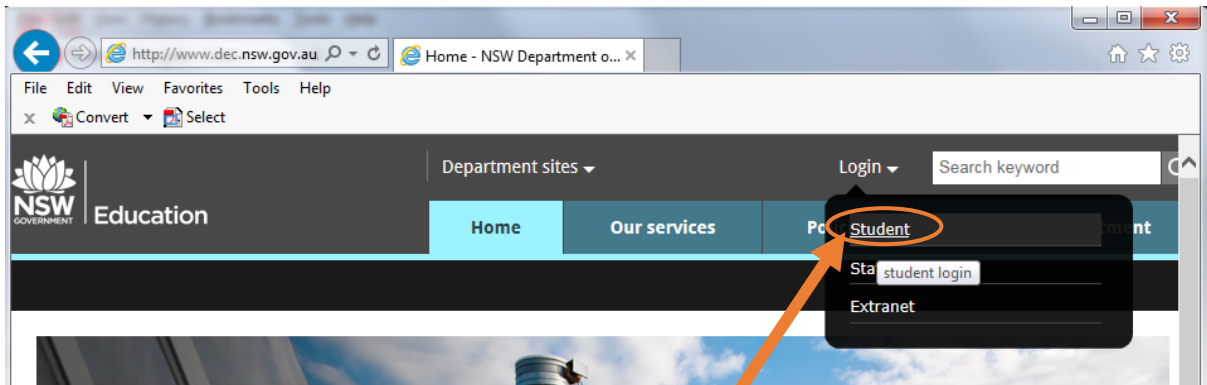 http://www.dec.nsw.gov.au
Home - NSW Department o...
File Edit View Favorites Tools Help
x Convert Select
Department sites
Login
Search keyword
NSW
GOVERNMENT
Education
Home
Our services
Student
student login
Extranet